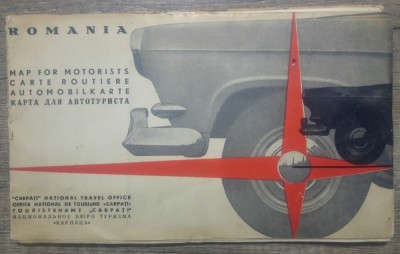 ROMANIA
MAP FOR MOTORISTS
CARTE ROUTIERE
AUTOMOBILKARTE
КАРТА ДЛЯ АВТОТУРИСТА
"CARPAȚI" NATIONAL TRAVEL OFFICE
OFFICE NATIONAL DE TOURISME «CARPAȚI»
TOURISTENAMT „CARPAȚI"
НАЦИОНАЛЬНОЕ БЮРО ТУРИЗМА
«КАРПАЦЬ»